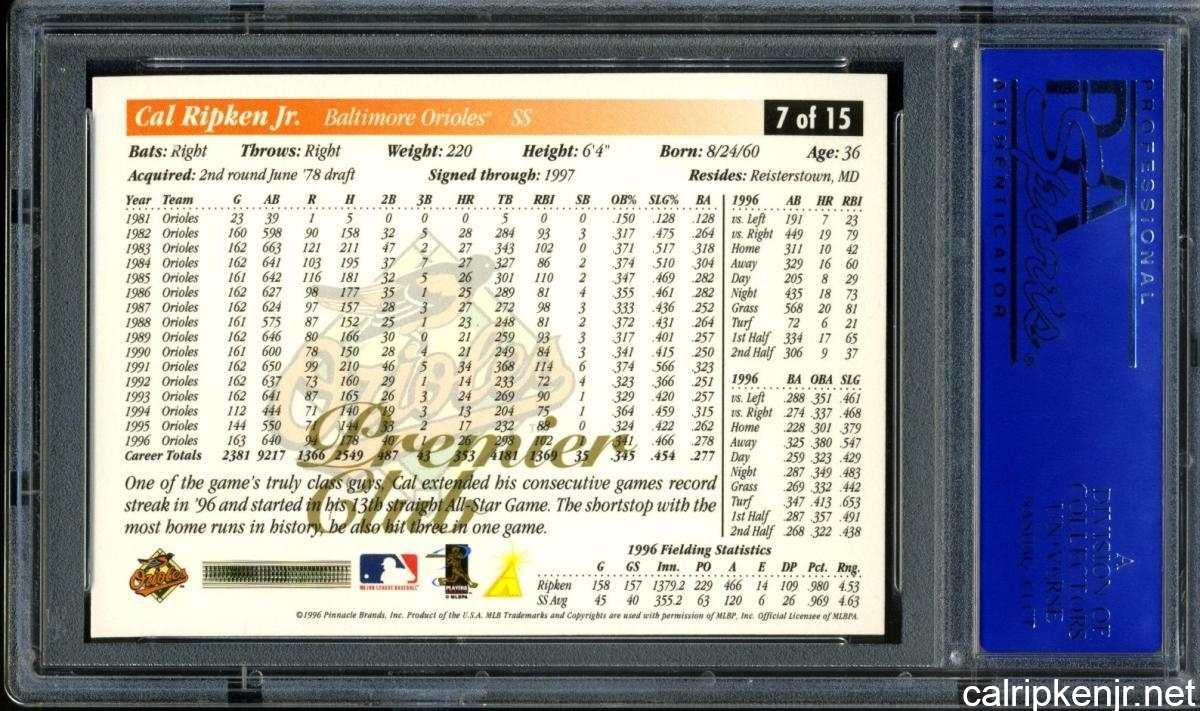 Cal Ripken Jr. Baltimore Orioles® SS 7 of 15
Bats: Right Throws: Right Weight: 220 Height: 6'4" Born: 8/24/60 Age: 36
Acquired: 2nd round June '78 draft Signed through: 1997 Resides: Reisterstown, MD
Year Team G AB R H 2B 3B HR TB RBI SB OB% SLG% BA
1981 Orioles 23 39 1 5 0 0 0 5 0 0 .150 .128 .128
1982 Orioles 160 598 90 158 32 5 28 284 93 3 .317 .475 .264
1983 Orioles 162 663 121 211 47 2 27 343 102 0 .371 .517 .318
1984 Orioles 162 641 103 195 37 7 27 327 86 2 .374 .510 .304
1985 Orioles 161 642 116 181 32 5 26 301 110 2 .347 .469 .282
1986 Orioles 162 627 98 177 35 1 25 289 81 4 .355 .461 .282
1987 Orioles 162 624 97 157 28 3 27 272 98 3 .333 .436 .252
1988 Orioles 161 575 87 152 25 1 23 248 81 2 .372 .431 .264
1989 Orioles 162 646 80 166 30 0 21 259 93 3 .317 .401 .257
1990 Orioles 161 600 78 150 28 4 21 249 84 3 .341 .415 .250
1991 Orioles 162 650 99 210 46 5 34 368 114 6 .374 .566 .323
1992 Orioles 162 637 73 160 29 1 14 233 72 4 .323 .366 .251
1993 Orioles 162 641 87 165 26 3 24 269 90 1 .329 .420 .257
1994 Orioles 112 444 71 140 19 3 13 204 75 1 .364 .459 .315
1995 Orioles 144 550 71 144 33 2 17 232 88 0 .324 .422 .262
1996 Orioles 163 640 94 178 40 1 26 298 102 .341 .466 .278
Career Totals 2381 9217 1366 2549 487 43 353 4181 1369 35 .345 .454 .277
Orioles
Premier
Club
One of the game's truly class guys, Cal extended his consecutive games record
streak in '96 and started in his 13th straight All-Star Game. The shortstop with the
most home runs in history, he also hit three in one game.
1996 AB HR RBI
vs. Left 191 7 23
vs. Right 449 19 79
Home 311 10 42
Away 329 16 60
Day 205 8 29
Night 435 18 73
Grass 568 20 81
Turf 72 6 21
1st Half 334 17 65
2nd Half 306 9 37
1996 BA OBA SLG
vs. Left .288 .351 .461
vs. Right .274 .337 .468
Home .228 .301 .379
Away .325 .380 .547
Day .259 .323 .429
Night .287 .349 .483
Grass .269 .332 .442
Turf .347 .413 .653
1st Half .287 .357 .491
2nd Half .268 .322 .438
Orioles
MAJOR LEAGUE BASEBALL
PLAYERS
© MLBPA
1996 Fielding Statistics
G GS Inn. PO A E DP Pct. Rng.
Ripken 158 157 1379.2 229 466 14 109 .980 4.53
SS Avg 45 40 355.2 63 120 6 26 .969 4.63
©1996 Pinnacle Brands, Inc. Product of the U.S.A. MLB Trademarks and Copyrights are used with permission of MLBP, Inc. Official Licensee of MLBPA.
PROFESSIONAL
PSA
Sports®
AUTHENTICATOR
A
DIVISION OF
COLLECTORS
UNIVERSE
NASDAQ: CLCT
calripkenjr.net